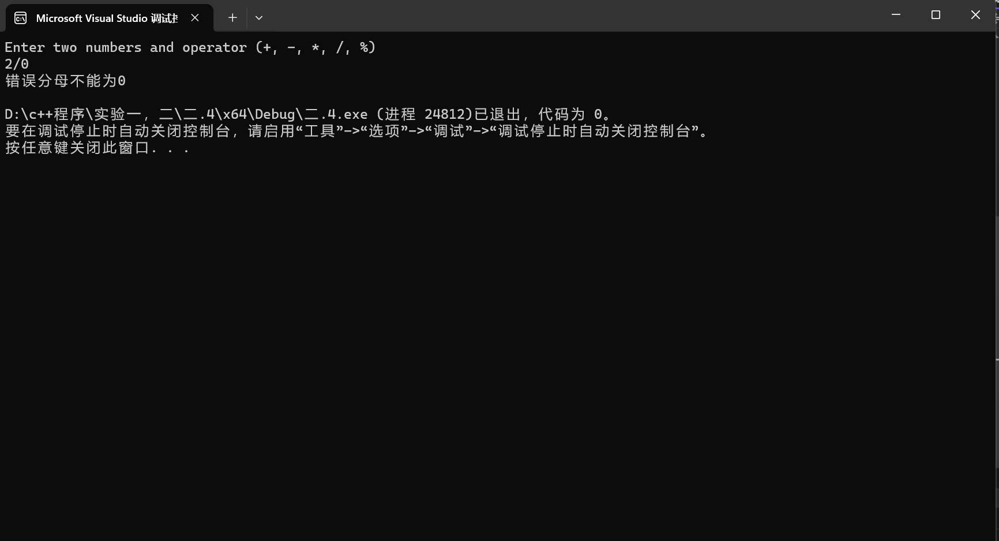 Microsoft Visual Studio 调试
Enter two numbers and operator (+, -, *, /, %)
2/0
错误分母不能为0
D:\c++程序\实验一，二\二.4\x64\Debug\二.4.exe (进程 24812)已退出，代码为 0。
要在调试停止时自动关闭控制台，请启用“工具”->“选项”->“调试”->“调试停止时自动关闭控制台”。
按任意键关闭此窗口. . .